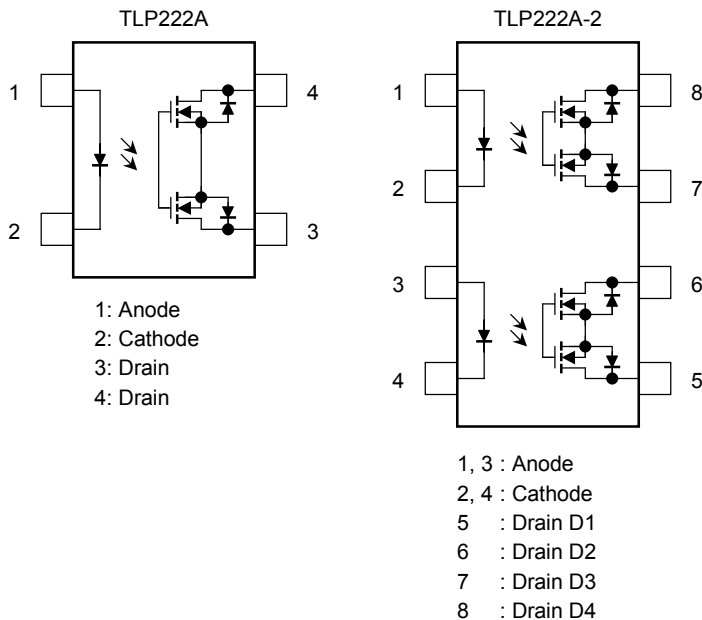 TLP222A
1
4
2
3
1: Anode
2: Cathode
3: Drain
4: Drain
TLP222A-2
1
8
2
7
3
6
4
5
1, 3 : Anode
2, 4 : Cathode
5 : Drain D1
6 : Drain D2
7 : Drain D3
8 : Drain D4